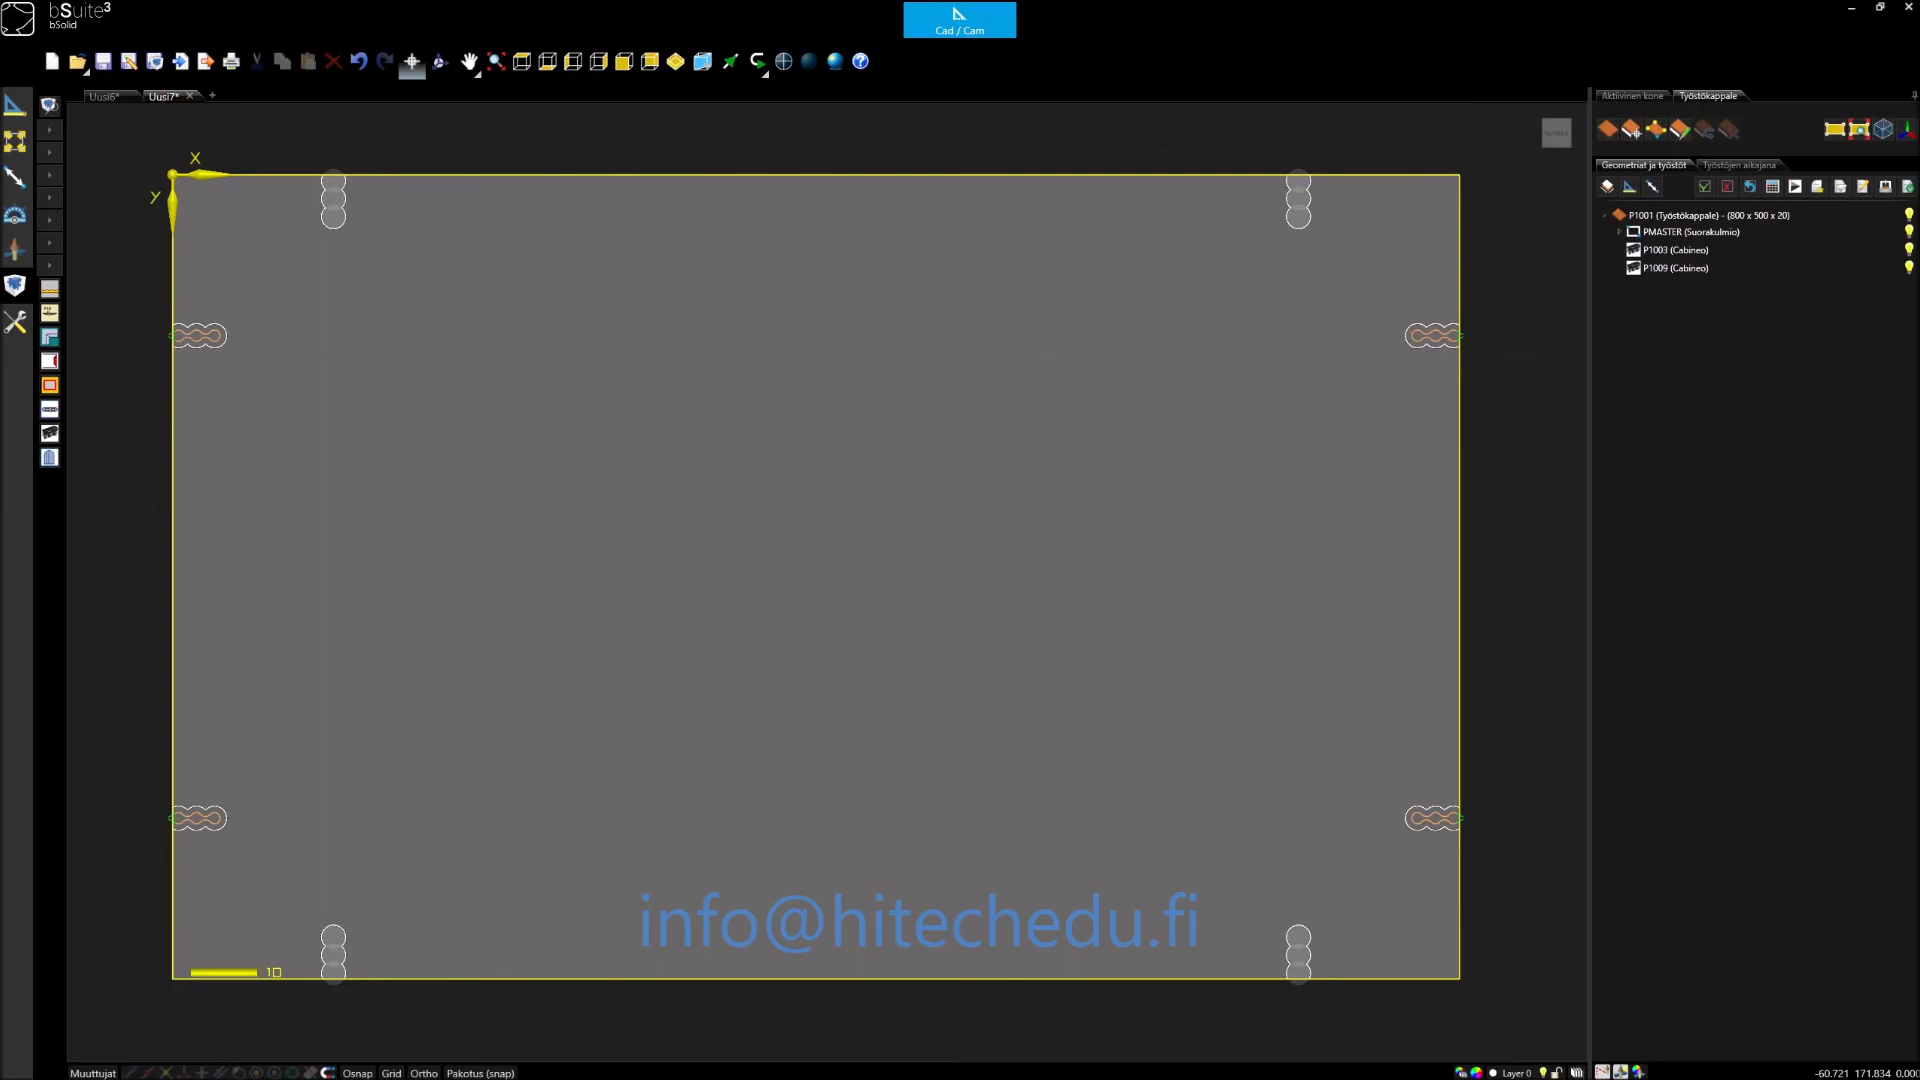 bSuite³
bSolid
Cad / Cam
Uusi6*
Uusi7*
Aktiivinen kone
Työstökappale
Geometriat ja työstöt
Työstöjen aikajana
P1001 (Työstökappale) - (800 x 500 x 20)
PMASTER (Suorakulmio)
P1003 (Cabineo)
P1009 (Cabineo)
X
Y
10
info@hitechedu.fi
Muuttujat
Osnap
Grid
Ortho
Pakotus (snap)
Layer 0
-60.721 171.834 0.000